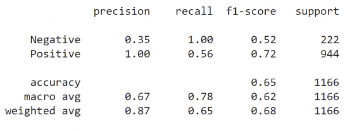 precision recall f1-score support
Negative 0.35 1.00 0.52 222
Positive 1.00 0.56 0.72 944
accuracy 0.65 1166
macro avg 0.67 0.78 0.62 1166
weighted avg 0.87 0.65 0.68 1166